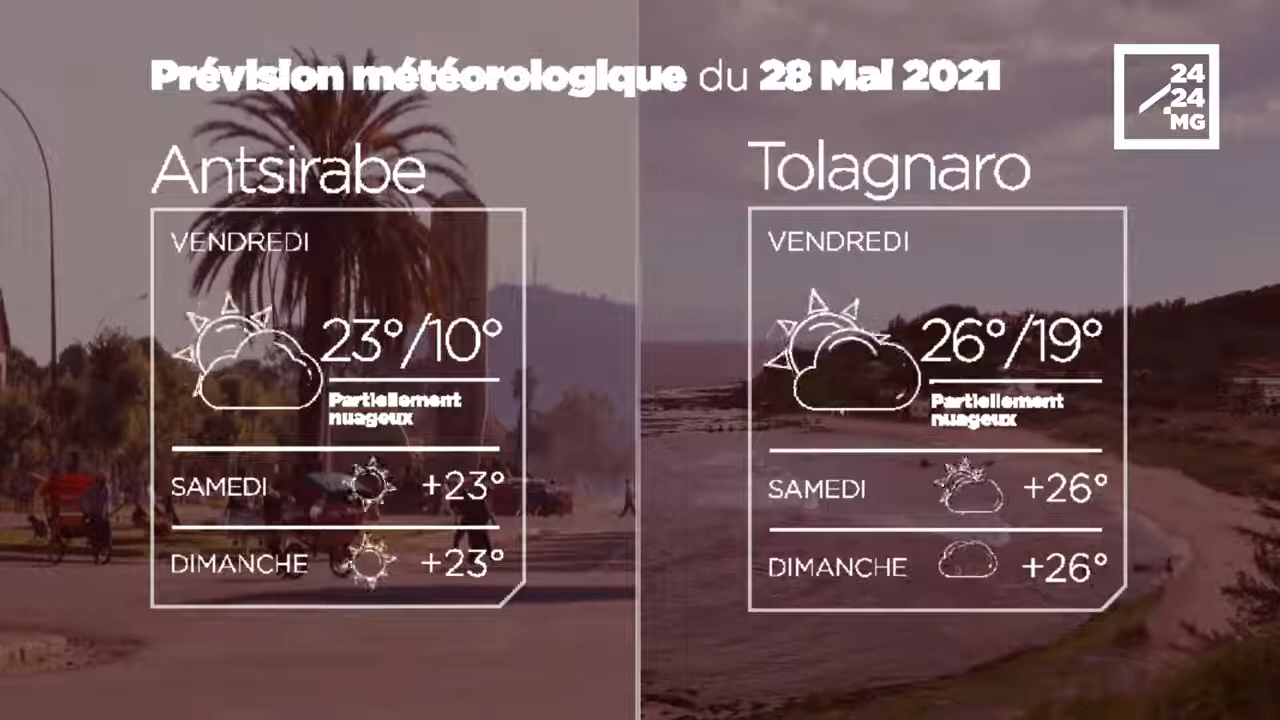 Prévision météorologique du 28 Mai 2021
24
24
MG
Antsirabe
VENDREDI
23°/10°
Partiellement
nuageux
SAMEDI +23°
DIMANCHE +23°
Tolagnaro
VENDREDI
26°/19°
Partiellement
nuageux
SAMEDI +26°
DIMANCHE +26°